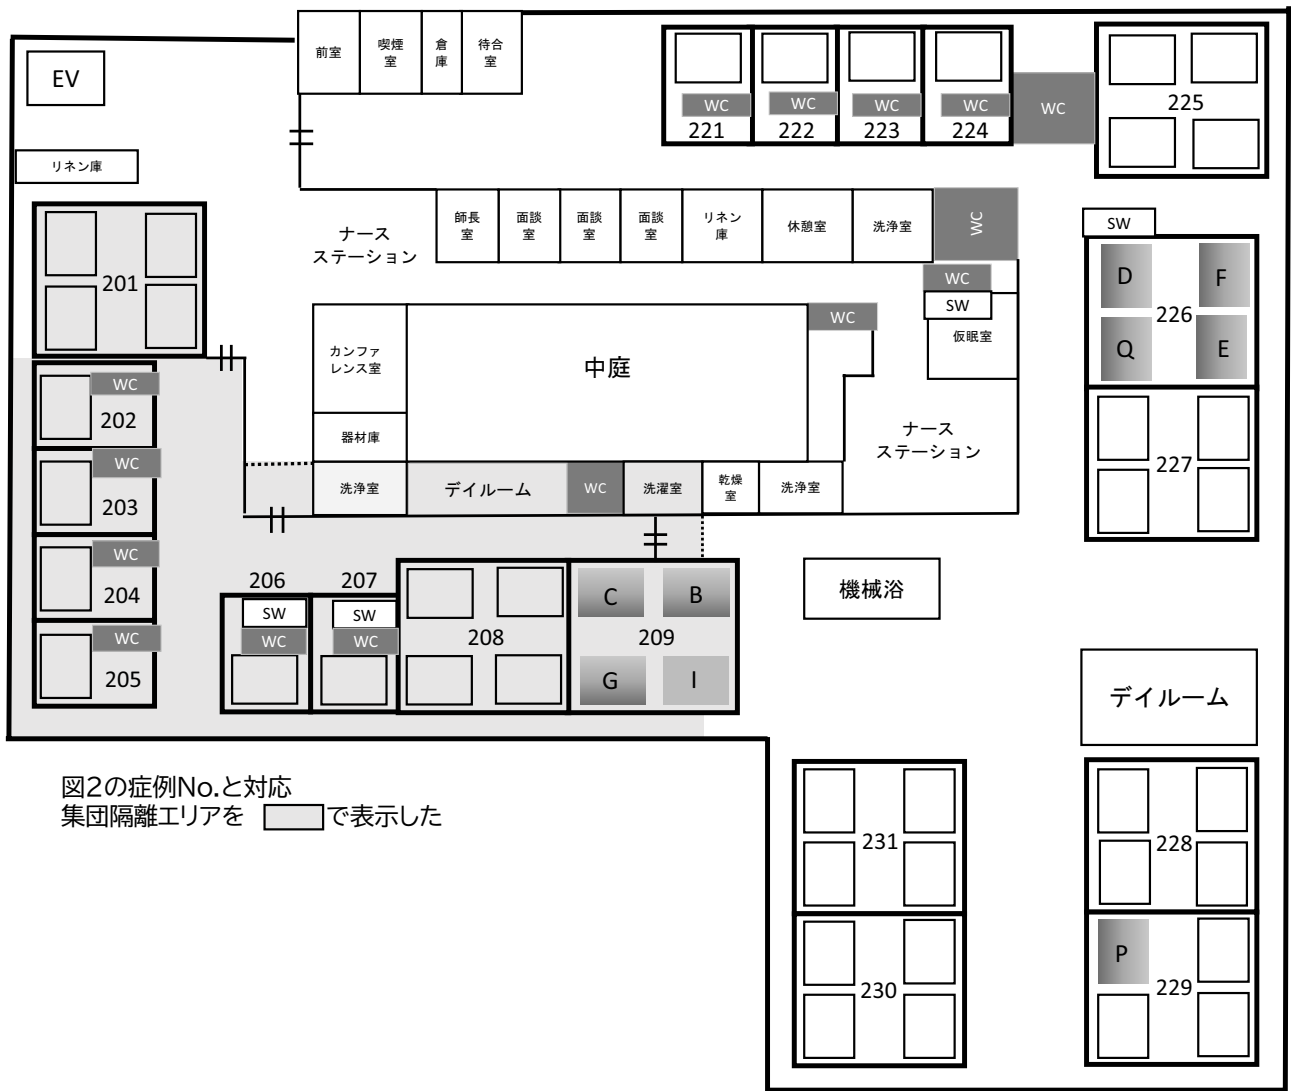 前室
喫煙
室
倉
庫
待合
室
EV
リネン庫
WC
221
WC
222
WC
223
WC
224
WC
225
ナース
ステーション
師長
室
面談
室
面談
室
面談
室
リネン
庫
休憩室
洗浄室
WC
WC
SW
仮眠室
SW
D
F
226
Q
E
201
WC
202
WC
203
WC
204
WC
205
カンファ
レンス室
中庭
WC
器材庫
洗浄室
デイルーム
WC
洗濯室
乾燥
室
洗浄室
ナース
ステーション
227
206
SW
WC
207
SW
WC
208
C
B
209
G
I
機械浴
デイルーム
図2の症例No.と対応
集団隔離エリアを
で表示した
231
228
230
P
229